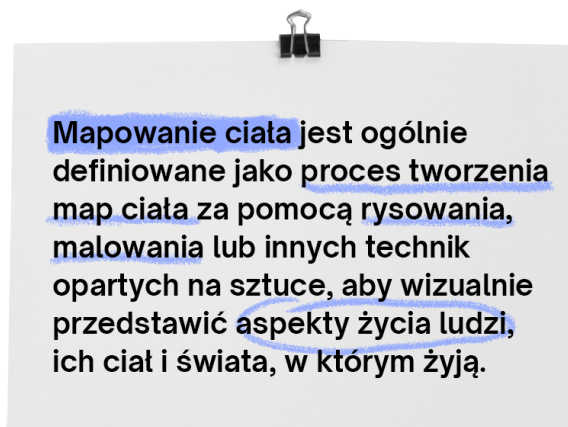 Mapowanie ciała jest ogólnie
definiowane jako proces tworzenia
map ciała za pomocą rysowania,
malowania lub innych technik
opartych na sztuce, aby wizualnie
przedstawić aspekty życia ludzi,
ich ciał i świata, w którym żyją.